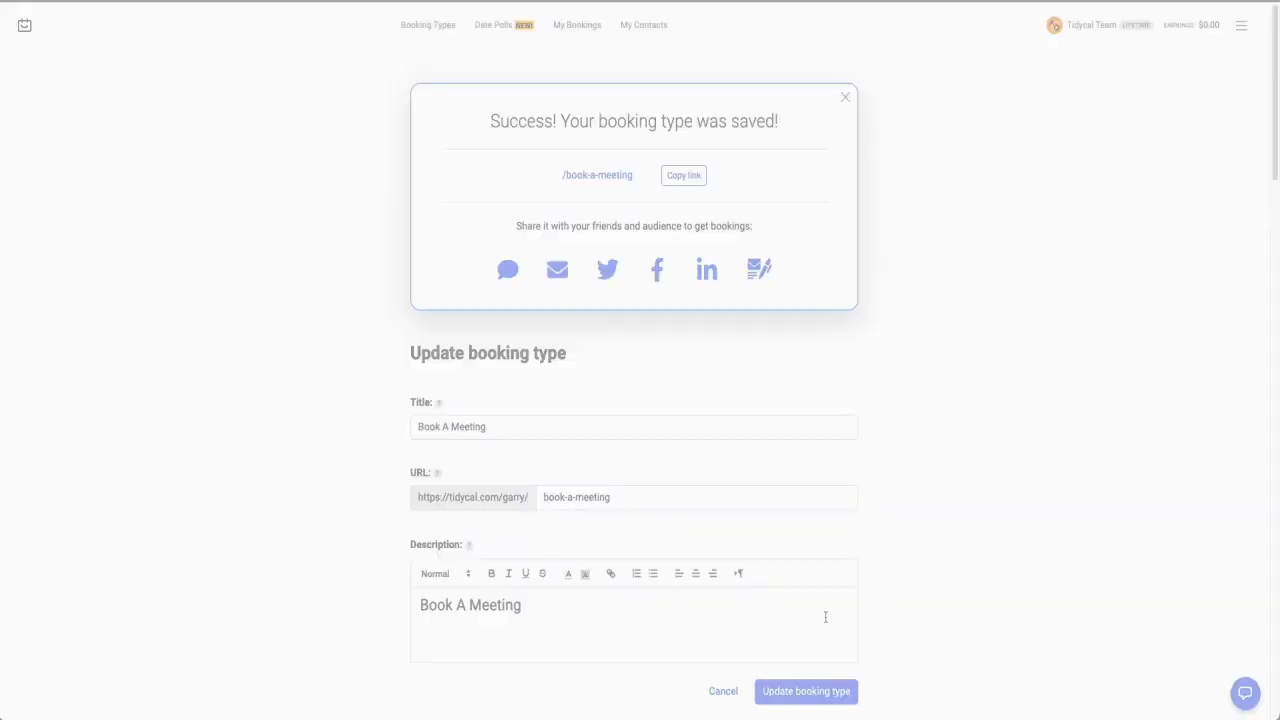 Booking Types Date Polls NEW! My Bookings My Contacts Tidycal Team LIFETIME EARNINGS: $0.00
Success! Your booking type was saved!
/book-a-meeting Copy link
Share it with your friends and audience to get bookings:
Update booking type
Title: ?
Book A Meeting
URL: ?
https://tidycal.com/garry/ book-a-meeting
Description: ?
Normal B I U S A A
Book A Meeting
Cancel Update booking type